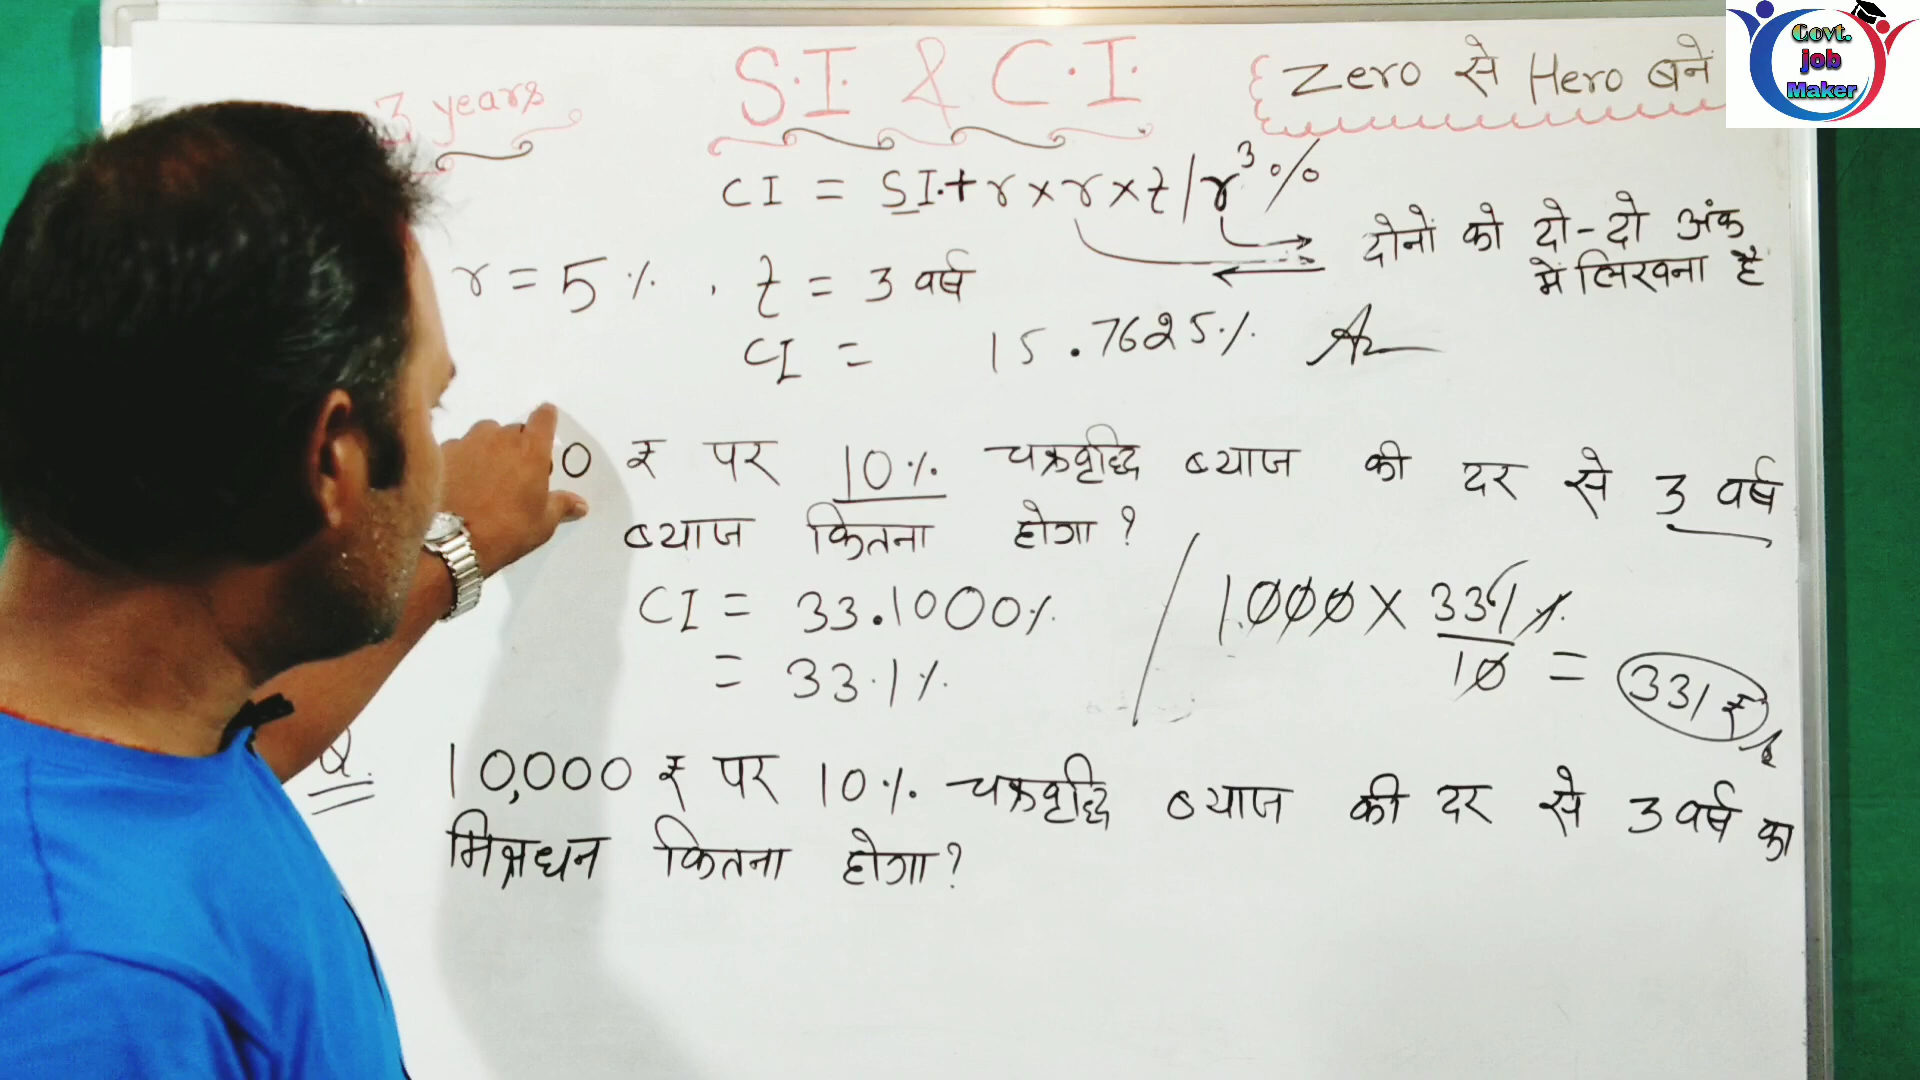 3 years
S.I. & C.I.
Zero से Hero बनें
Govt.
job
Maker
CI = SI.+r×r×t/r³%
दोनों को दो-दो अंक
में लिखना है
r = 5%, t = 3 वर्ष
CI = 15.7625%
0 ₹ पर 10% चक्रवृद्धि ब्याज की दर से 3 वर्ष
ब्याज कितना होगा?
CI = 33.1000%
= 33.1%
1000 × 331%/10 = 331 ₹
Q. 10,000 ₹ पर 10% चक्रवृद्धि ब्याज की दर से 3 वर्ष का
मिश्रधन कितना होगा?